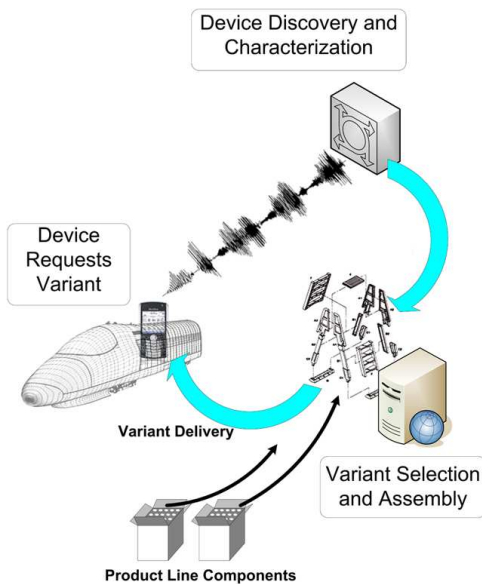 Device Discovery and
Characterization
Device
Requests
Variant
Variant Delivery
Variant Selection
and Assembly
Product Line Components